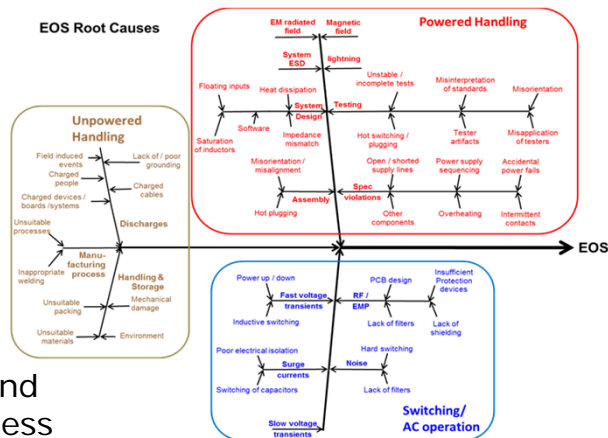 EOS Root Causes
Powered Handling
EM radiated
field
Magnetic
field
System
ESD
lightning
Floating inputs
Heat dissipation
Unstable /
incomplete tests
Misinterpretation
of standards
Misorientation
System
Design
Testing
Saturation
of inductors
Software
Impedance
mismatch
Hot switching /
plugging
Tester
artifacts
Misapplication
of testers
Misorientation /
misalignment
Open / shorted
supply lines
Power supply
sequencing
Accidental
power fails
Assembly
Spec
violations
Hot plugging
Other
components
Overheating
Intermittent
contacts
Unpowered
Handling
Field induced
events
Lack of / poor
grounding
Charged
people
Charged
cables
Charged devices /
boards /systems
Discharges
Unsuitable
processes
Manu-
facturing
process
Inappropriate
welding
Handling &
Storage
Unsuitable
packing
Mechanical
damage
Unsuitable
materials
Environment
EOS
Power up / down
PCB design
Insufficient
Protection
devices
Fast voltage
transients
RF /
EMP
Inductive switching
Lack of filters
Lack of
shielding
Poor electrical isolation
Hard switching
Surge
currents
Noise
Switching of capacitors
Lack of filters
Slow voltage
transients
Switching/
AC operation
nd
ess